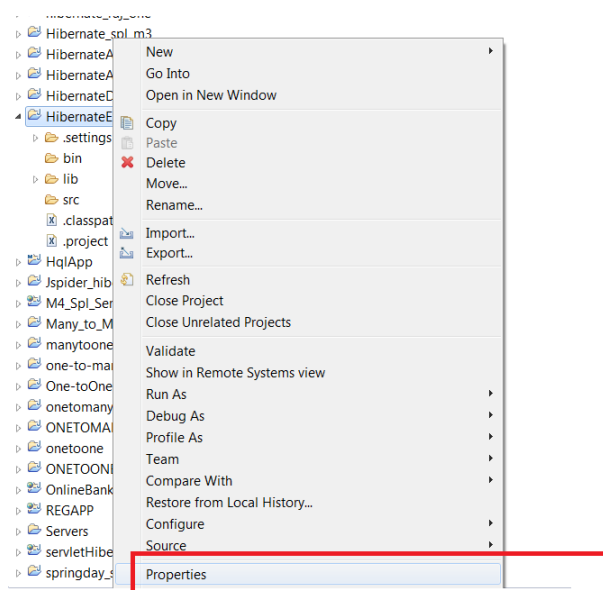 Hibernate_spl_m3
HibernateA
HibernateA
HibernateD
HibernateE
.settings
bin
lib
src
.classpat
.project
HqlApp
Jspider_hib
M4_Spl_Ser
Many_to_M
manytoone
one-to-mar
One-toOne
onetomany
ONETOMA
onetoone
ONETOONE
OnlineBank
REGAPP
Servers
servletHibe
springday_s
New
Go Into
Open in New Window
Copy
Paste
Delete
Move...
Rename...
Import...
Export...
Refresh
Close Project
Close Unrelated Projects
Validate
Show in Remote Systems view
Run As
Debug As
Profile As
Team
Compare With
Restore from Local History...
Configure
Source
Properties